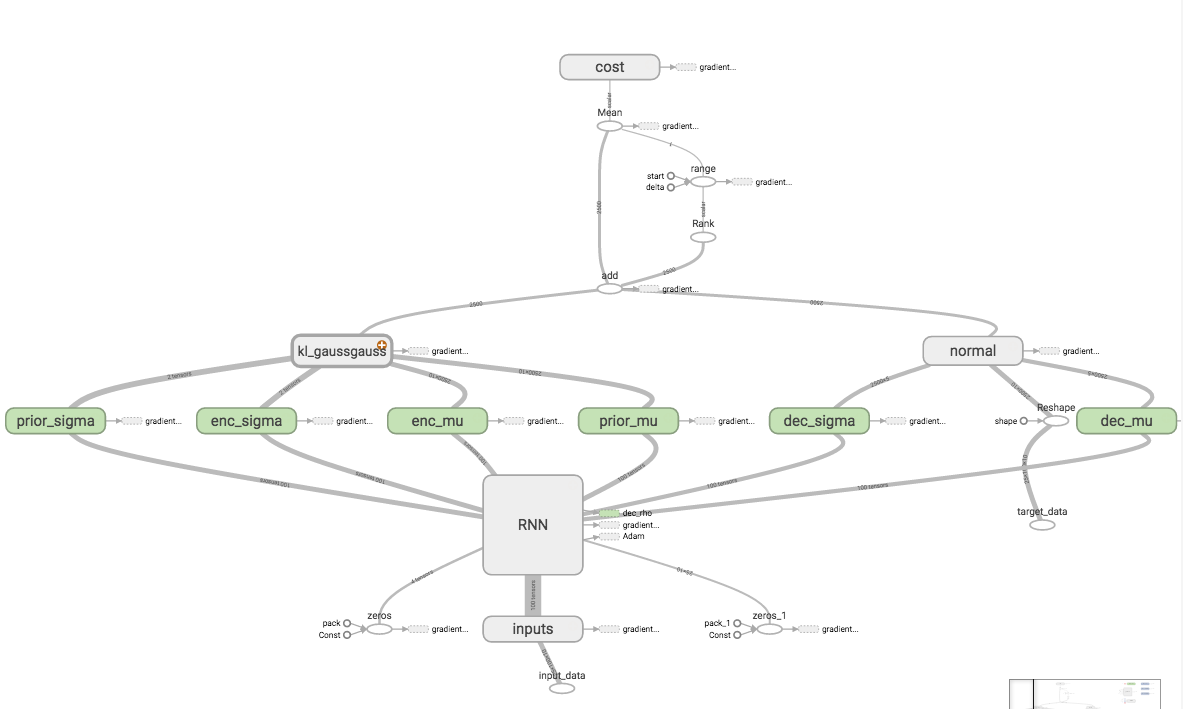 cost
gradient...
scalar
Mean
gradient...
range
start
gradient...
delta
2500
scalar
Rank
2500
add
gradient...
2500
2500
kl_gaussgauss
gradient...
normal
gradient...
2 tensors
2 tensors
2500×10
2500×10
2500×5
2500×5
prior_sigma
gradient...
enc_sigma
gradient...
enc_mu
gradient...
prior_mu
gradient...
dec_sigma
gradient...
Reshape
shape
dec_mu
100 tensors
100 tensors
100 tensors
100 tensors
100 tensors
100 tensors
RNN
dec_rho
gradient...
Adam
target_data
4 tensors
100 tensors
25×10
zeros
pack
Const
gradient...
inputs
gradient...
zeros_1
pack_1
Const
gradient...
input_data